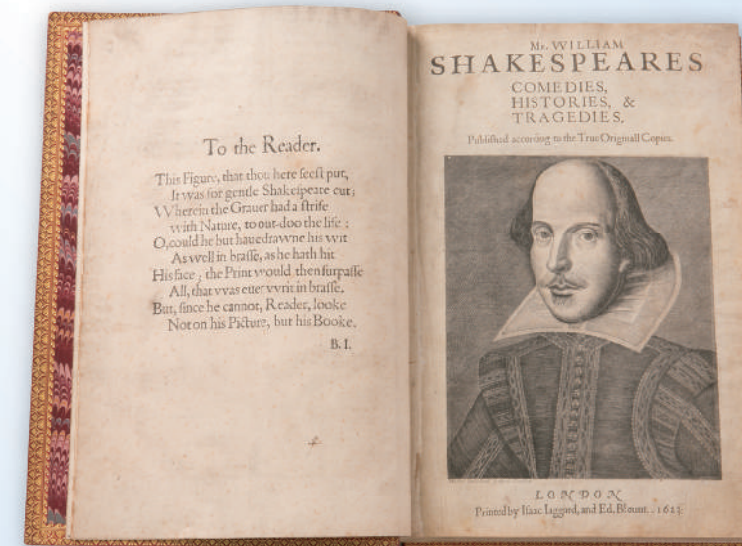 To the Reader.
This Figure, that thou here seeſt put,
It was for gentle Shakeſpeare cut;
VVherein the Grauer had a ſtrife
with Nature, to out-doo the life :
O, could he but haue drawne his wit
As well in braſſe, as he hath hit
His face ; the Print would then ſurpaſſe
All, that vvas euer vvrit in braſſe.
But, ſince he cannot, Reader, looke
Not on his Picture, but his Booke.
B. I.
Mr. WILLIAM
SHAKESPEARES
COMEDIES,
HISTORIES, &
TRAGEDIES.
Publiſhed according to the True Originall Copies.
LONDON
Printed by Iſaac Iaggard, and Ed. Blount. 1623.